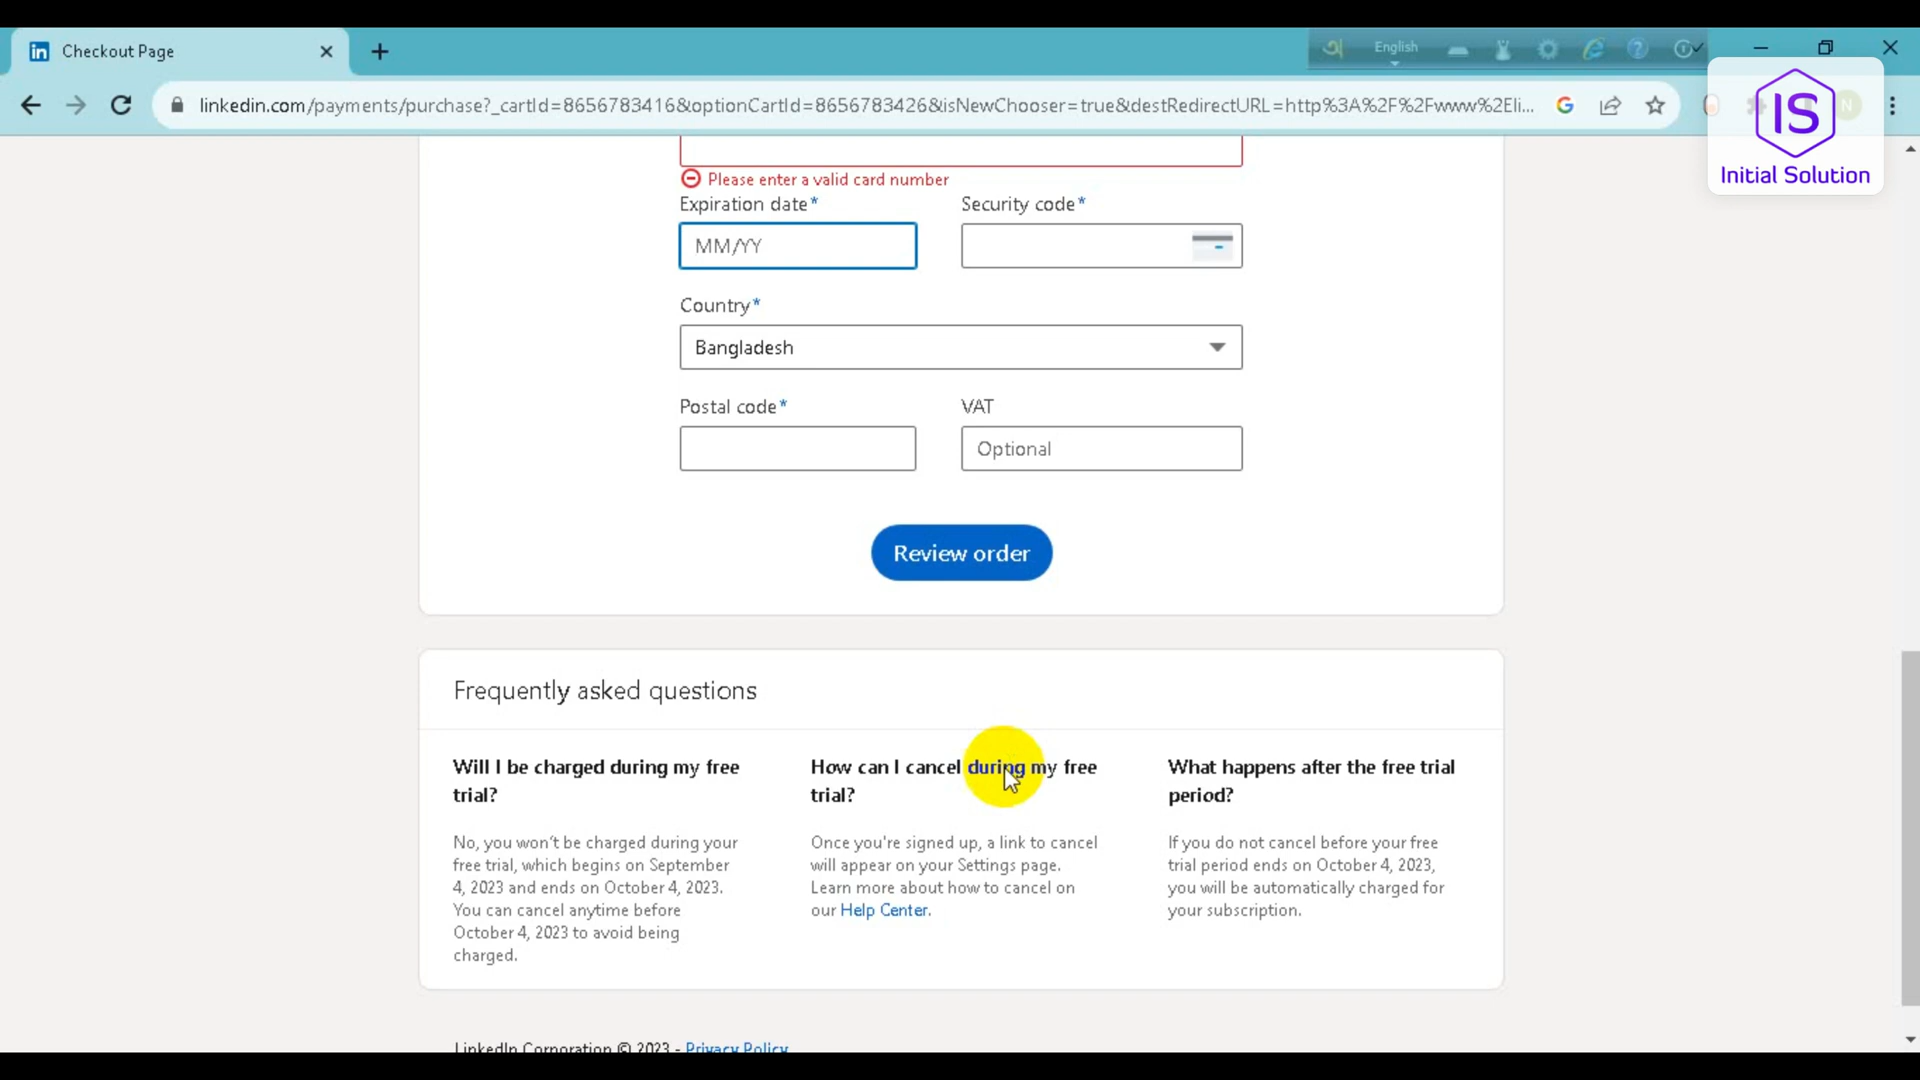 Checkout Page
English
linkedin.com/payments/purchase?_cartId=8656783416&optionCartId=8656783426&isNewChooser=true&destRedirectURL=http%3A%2F%2Fwww%2Eli...
IS
Initial Solution
Please enter a valid card number
Expiration date* Security code*
MM/YY
Country*
Bangladesh
Postal code* VAT
Optional
Review order
Frequently asked questions
Will I be charged during my free
trial?
No, you won't be charged during your
free trial, which begins on September
4, 2023 and ends on October 4, 2023.
You can cancel anytime before
October 4, 2023 to avoid being
charged.
How can I cancel during my free
trial?
Once you're signed up, a link to cancel
will appear on your Settings page.
Learn more about how to cancel on
our Help Center.
What happens after the free trial
period?
If you do not cancel before your free
trial period ends on October 4, 2023,
you will be automatically charged for
your subscription.
LinkedIn Corporation © 2023 - Privacy Policy